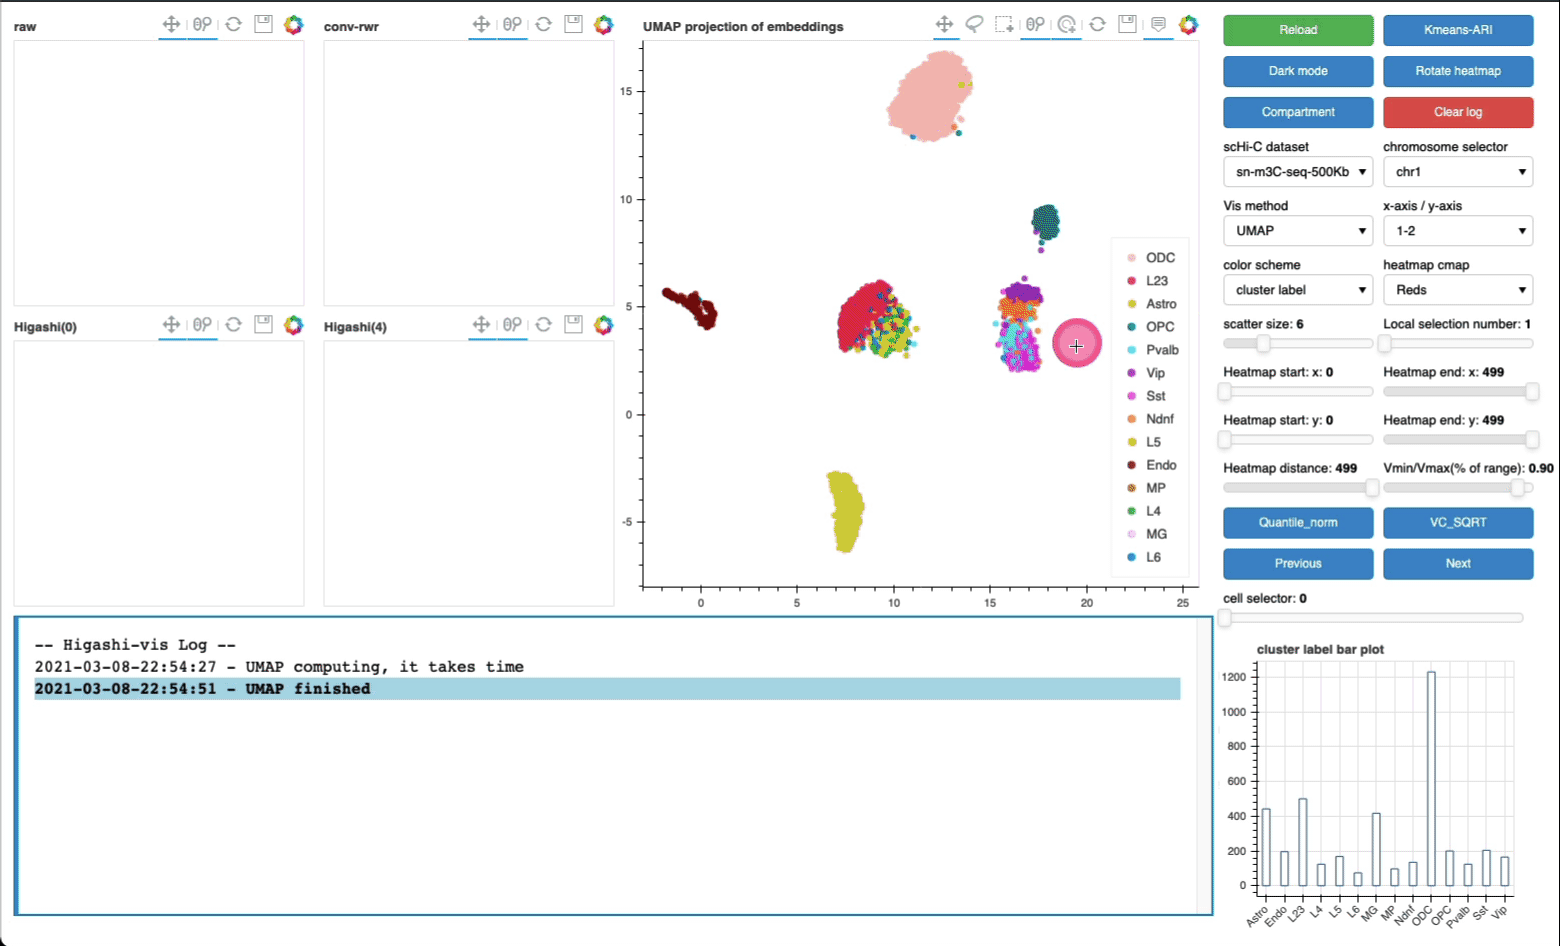 raw
conv-rwr
UMAP projection of embeddings
Reload
Kmeans-ARI
Dark mode
Rotate heatmap
Compartment
Clear log
scHi-C dataset
chromosome selector
sn-m3C-seq-500Kb
chr1
Vis method
x-axis / y-axis
UMAP
1-2
color scheme
heatmap cmap
cluster label
Reds
scatter size: 6
Local selection number: 1
Heatmap start: x: 0
Heatmap end: x: 499
Heatmap start: y: 0
Heatmap end: y: 499
Heatmap distance: 499
Vmin/Vmax(% of range): 0.90
Quantile_norm
VC_SQRT
Previous
Next
cell selector: 0
Higashi(0)
Higashi(4)
15
10
5
0
-5
0
5
10
15
20
25
ODC
L23
Astro
OPC
Pvalb
Vip
Sst
Ndnf
L5
Endo
MP
L4
MG
L6
-- Higashi-vis Log --
2021-03-08-22:54:27 - UMAP computing, it takes time
2021-03-08-22:54:51 - UMAP finished
cluster label bar plot
1200
1000
800
600
400
200
0
Astro
Endo
L23
L4
L5
L6
MG
MP
Ndnf
ODC
OPC
Pvalb
Sst
Vip